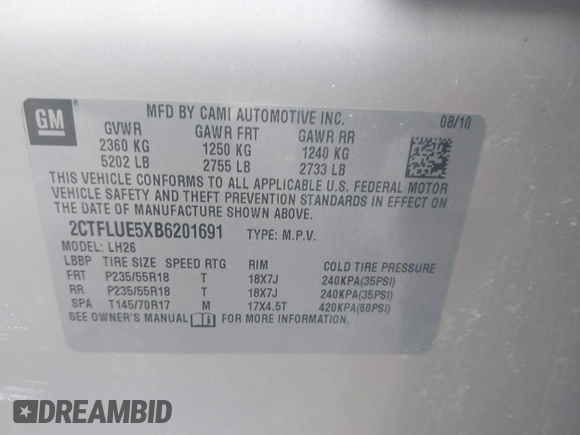 GM
MFD BY CAMI AUTOMOTIVE INC. 08/10
GVWR GAWR FRT GAWR RR
2360 KG 1250 KG 1240 KG
5202 LB 2755 LB 2733 LB
THIS VEHICLE CONFORMS TO ALL APPLICABLE U.S. FEDERAL MOTOR
VEHICLE SAFETY AND THEFT PREVENTION STANDARDS IN EFFECT ON
THE DATE OF MANUFACTURE SHOWN ABOVE.
2CTFLUE5XB6201691 TYPE: M.P.V.
MODEL: LH26
LBBP TIRE SIZE SPEED RTG RIM COLD TIRE PRESSURE
FRT P235/55R18 T 18X7J 240KPA(35PSI)
RR P235/55R18 T 18X7J 240KPA(35PSI)
SPA T145/70R17 M 17X4.5T 420KPA(60PSI)
SEE OWNER'S MANUAL FOR MORE INFORMATION.
DREAMBID